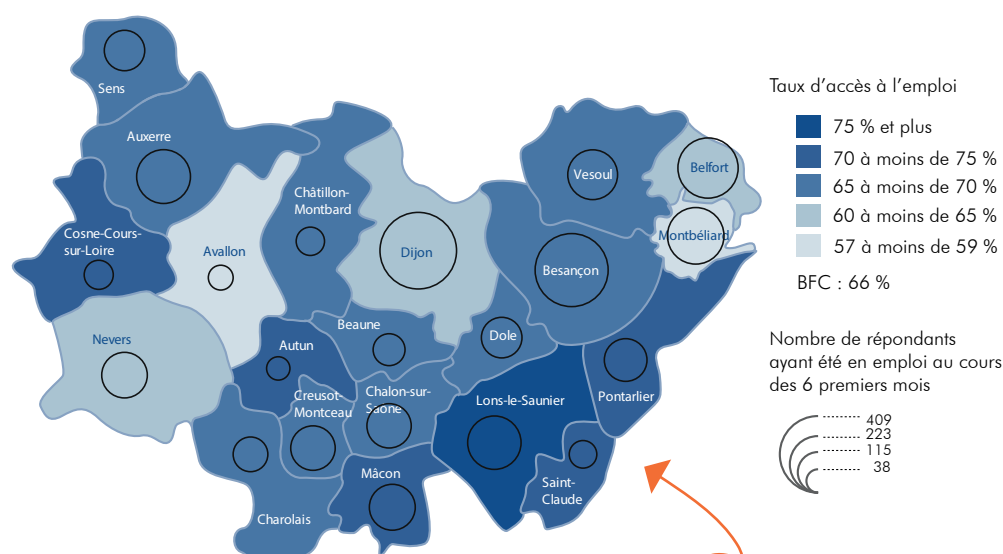 Sens
Auxerre
Cosne-Cours-
sur-Loire
Avallon
Châtillon-
Montbard
Dijon
Vesoul
Belfort
Montbéliard
Besançon
Nevers
Beaune
Autun
Dole
Creusot-
Montceau
Chalon-sur-
Saône
Lons-le-Saunier
Pontarlier
Mâcon
Saint-
Claude
Charolais
Taux d'accès à l'emploi
75 % et plus
70 à moins de 75 %
65 à moins de 70 %
60 à moins de 65 %
57 à moins de 59 %
BFC : 66 %
Nombre de répondants
ayant été en emploi au cours
des 6 premiers mois
409
223
115
38